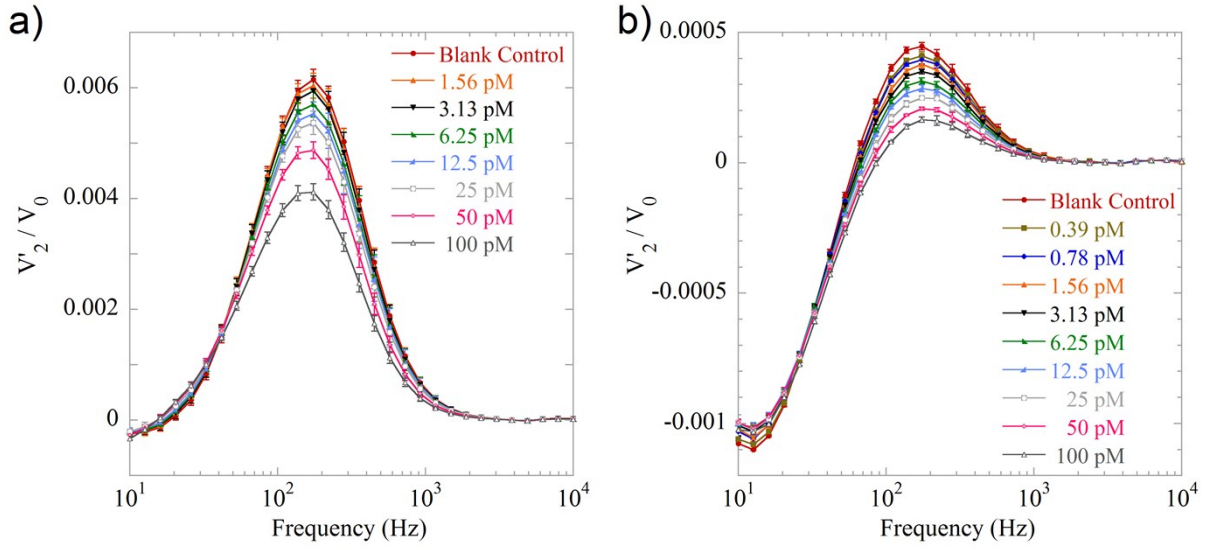 a)
V'2 / V0
0.006
0.004
0.002
0
Blank Control
1.56 pM
3.13 pM
6.25 pM
12.5 pM
25 pM
50 pM
100 pM
10^1
10^2
10^3
10^4
Frequency (Hz)
b)
V'2 / V0
0.0005
0
-0.0005
-0.001
Blank Control
0.39 pM
0.78 pM
1.56 pM
3.13 pM
6.25 pM
12.5 pM
25 pM
50 pM
100 pM
10^1
10^2
10^3
10^4
Frequency (Hz)